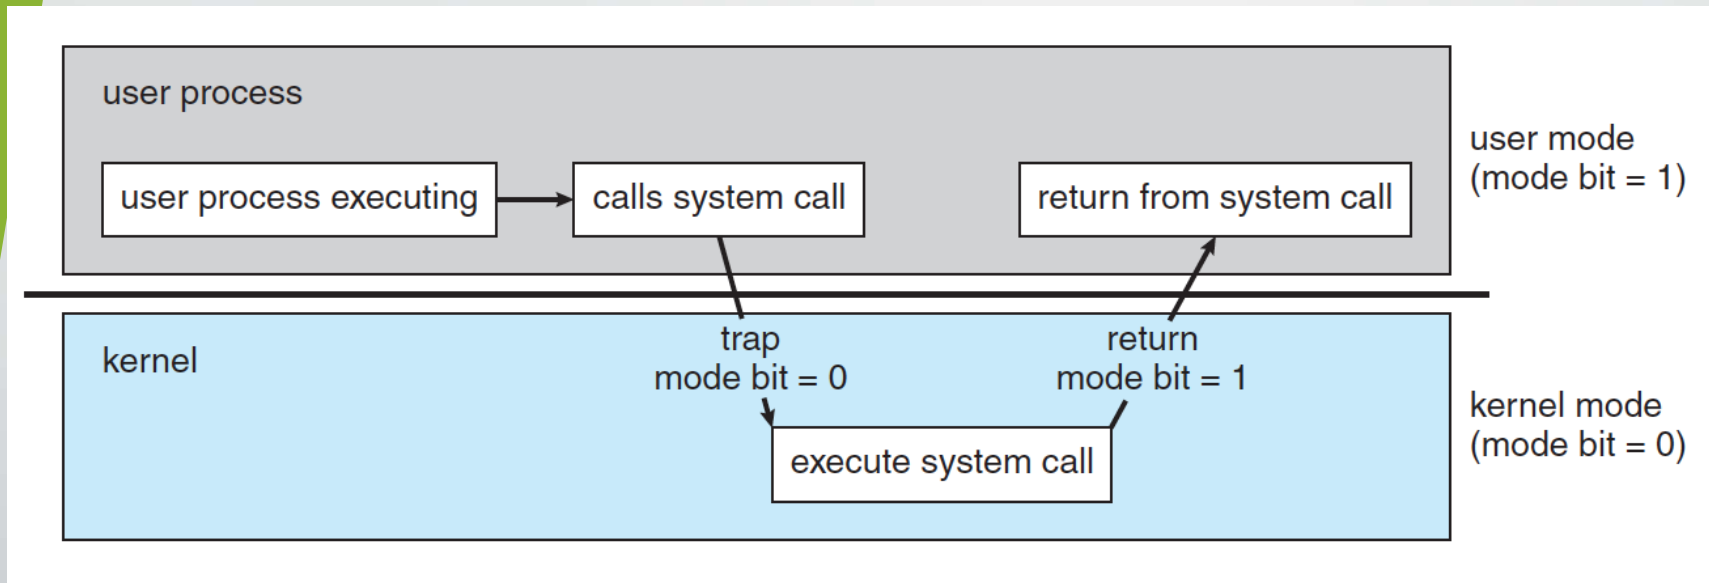 user process
user process executing
calls system call
return from system call
user mode
(mode bit = 1)
kernel
trap
mode bit = 0
return
mode bit = 1
execute system call
kernel mode
(mode bit = 0)